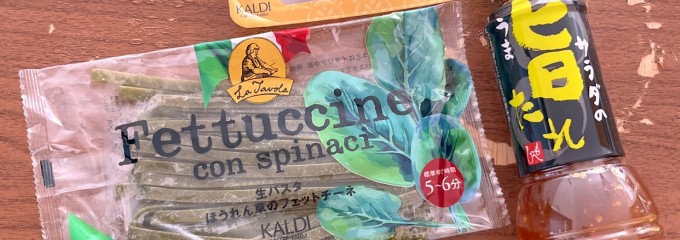 KALDI
La Tavola
Fettuccine
con spinaci
生パスタ
ほうれん草のフェットチーネ
KALDI
標準ゆで時間
5~6分
サラダの
うま
旨だれ